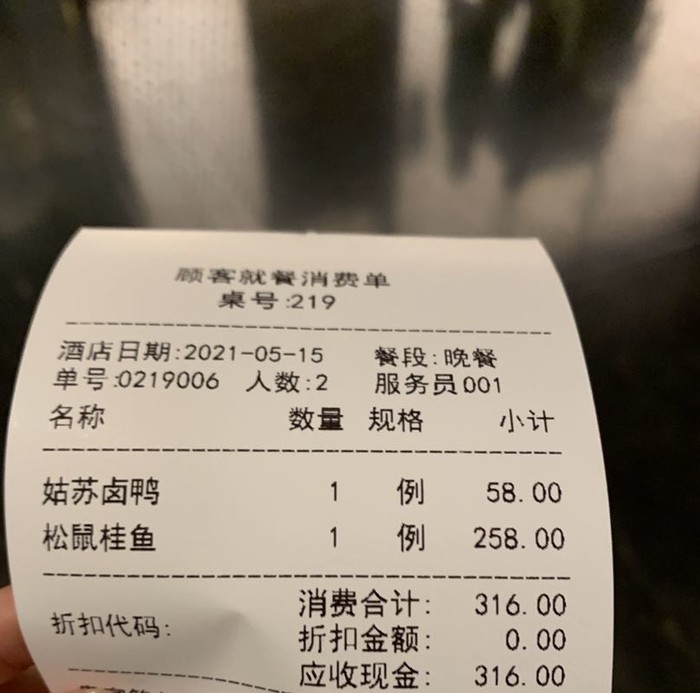 顾客就餐消费单
桌号:219
酒店日期:2021-05-15 餐段:晚餐
单号:0219006 人数:2 服务员001
名称 数量 规格 小计
姑苏卤鸭 1 例 58.00
松鼠桂鱼 1 例 258.00
消费合计: 316.00
折扣代码:
折扣金额: 0.00
应收现金: 316.00